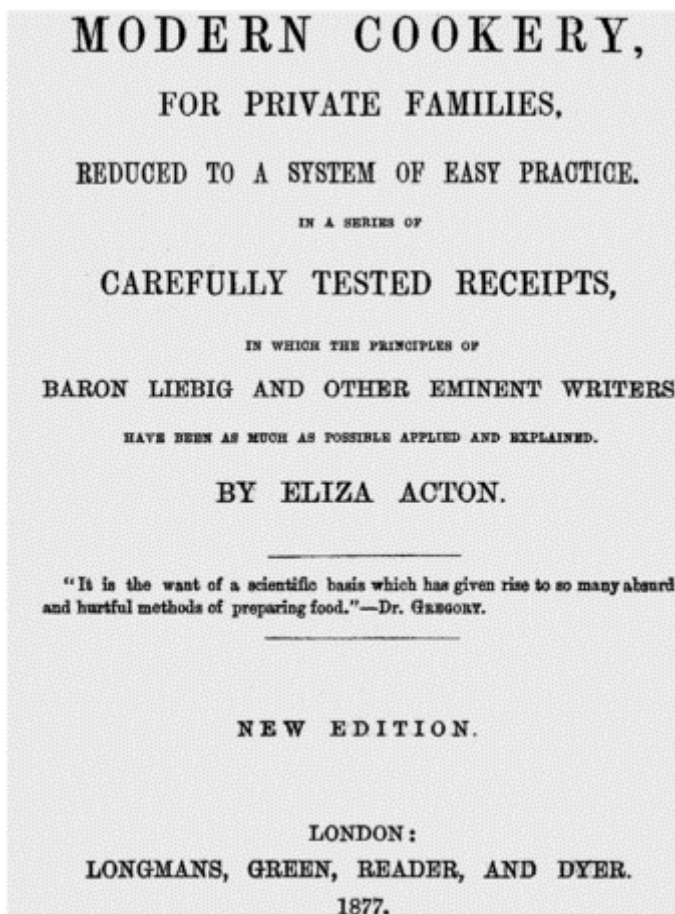 MODERN COOKERY,
FOR PRIVATE FAMILIES,
REDUCED TO A SYSTEM OF EASY PRACTICE.
IN A SERIES OF
CAREFULLY TESTED RECEIPTS,
IN WHICH THE PRINCIPLES OF
BARON LIEBIG AND OTHER EMINENT WRITERS
HAVE BEEN AS MUCH AS POSSIBLE APPLIED AND EXPLAINED.
BY ELIZA ACTON.
“It is the want of a scientific basis which has given rise to so many absurd
and hurtful methods of preparing food.”—Dr. GREGORY.
NEW EDITION.
LONDON:
LONGMANS, GREEN, READER, AND DYER.
1877.